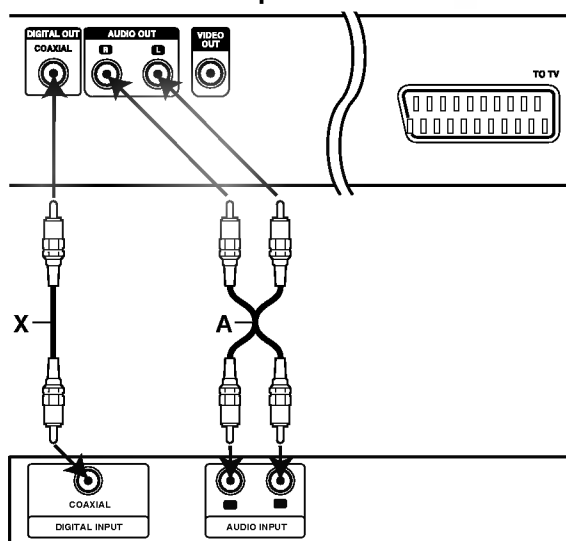 DIGITAL OUT
COAXIAL
AUDIO OUT
R
L
VIDEO
OUT
TO TV
X
A
COAXIAL
DIGITAL INPUT
AUDIO INPUT